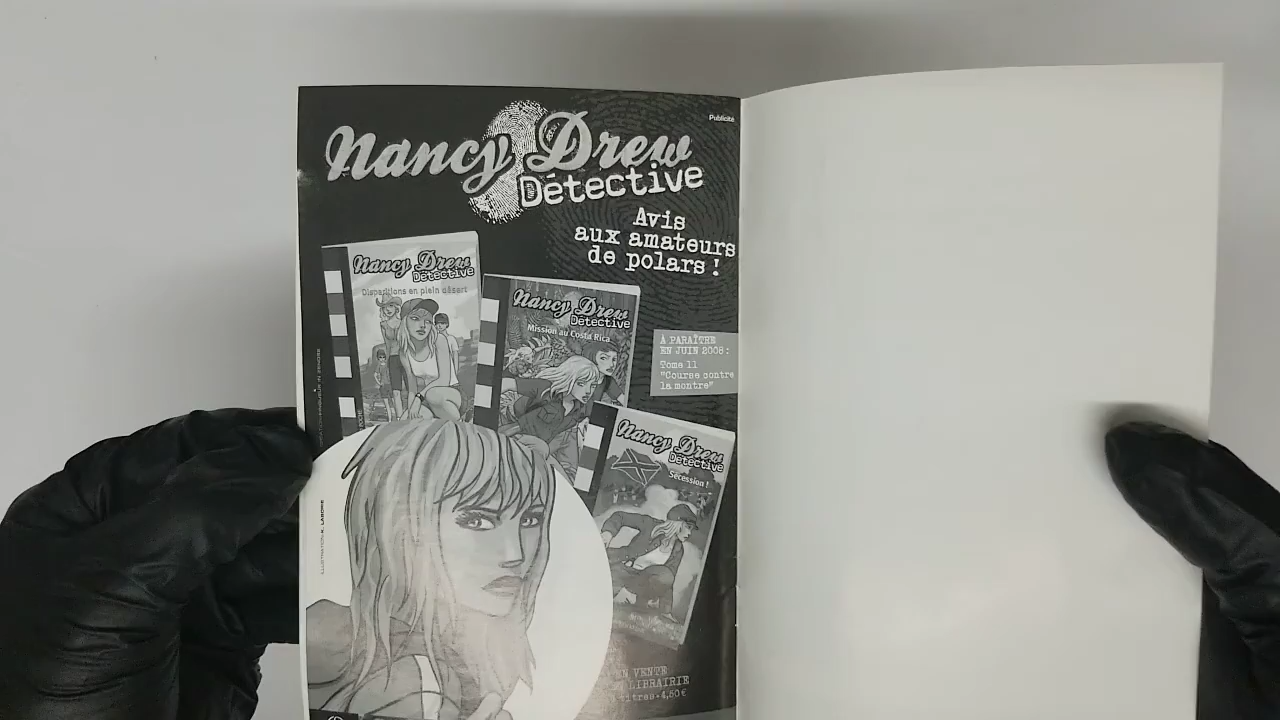 Publicité
Nancy Drew
Détective
Avis
aux amateurs
de polars !
Nancy Drew
Détective
Disparitions en plein désert
Nancy Drew
Détective
Mission au Costa Rica
À PARAÎTRE
EN JUIN 2008 :
Tome 11
"Course contre
la montre"
Nancy Drew
Détective
Sécession !
ILLUSTRATION R. LABORIE
EN VENTE
LIBRAIRIE
titres • 4,50 €